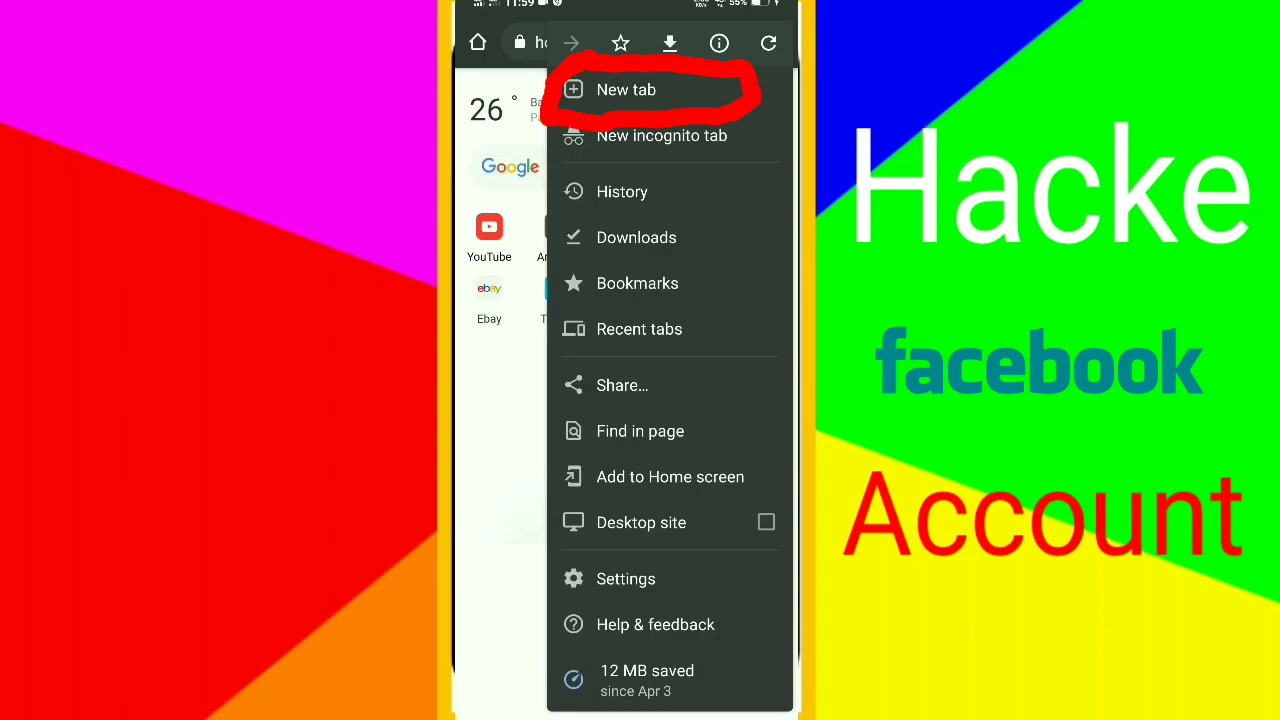 11:59
55%
New tab
26°
New incognito tab
Google
History
YouTube
Downloads
ebay
Bookmarks
Ebay
Recent tabs
Share...
Find in page
Add to Home screen
Desktop site
Settings
Help & feedback
12 MB saved
since Apr 3
Hacke
facebook
Account